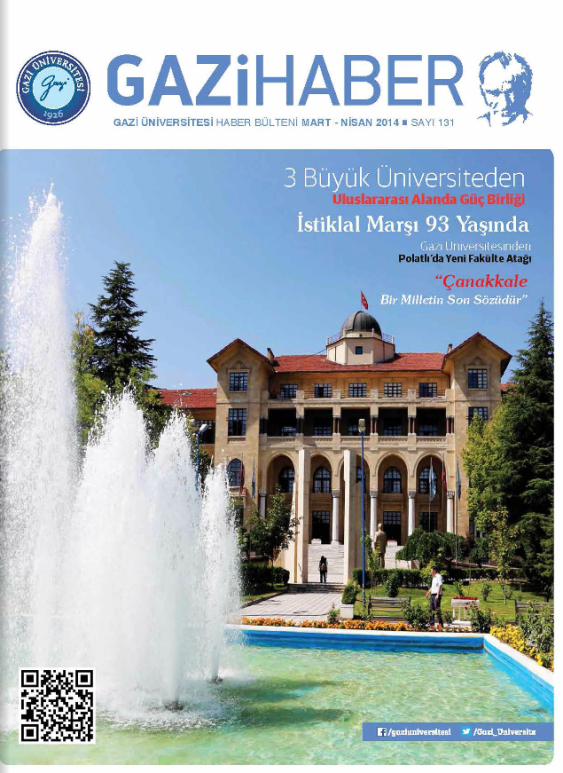 GAZİ ÜNİVERSİTESİ
Gazi
1926
GAZiHABER
GAZİ ÜNİVERSİTESİ HABER BÜLTENİ MART - NİSAN 2014 ■ SAYI 131
3 Büyük Üniversiteden
Uluslararası Alanda Güç Birliği
İstiklal Marşı 93 Yaşında
Gazi Üniversitesinden
Polatlı'da Yeni Fakülte Atağı
“Çanakkale
Bir Milletin Son Sözüdür”
/gaziuniversitesi /Gazi_Universite